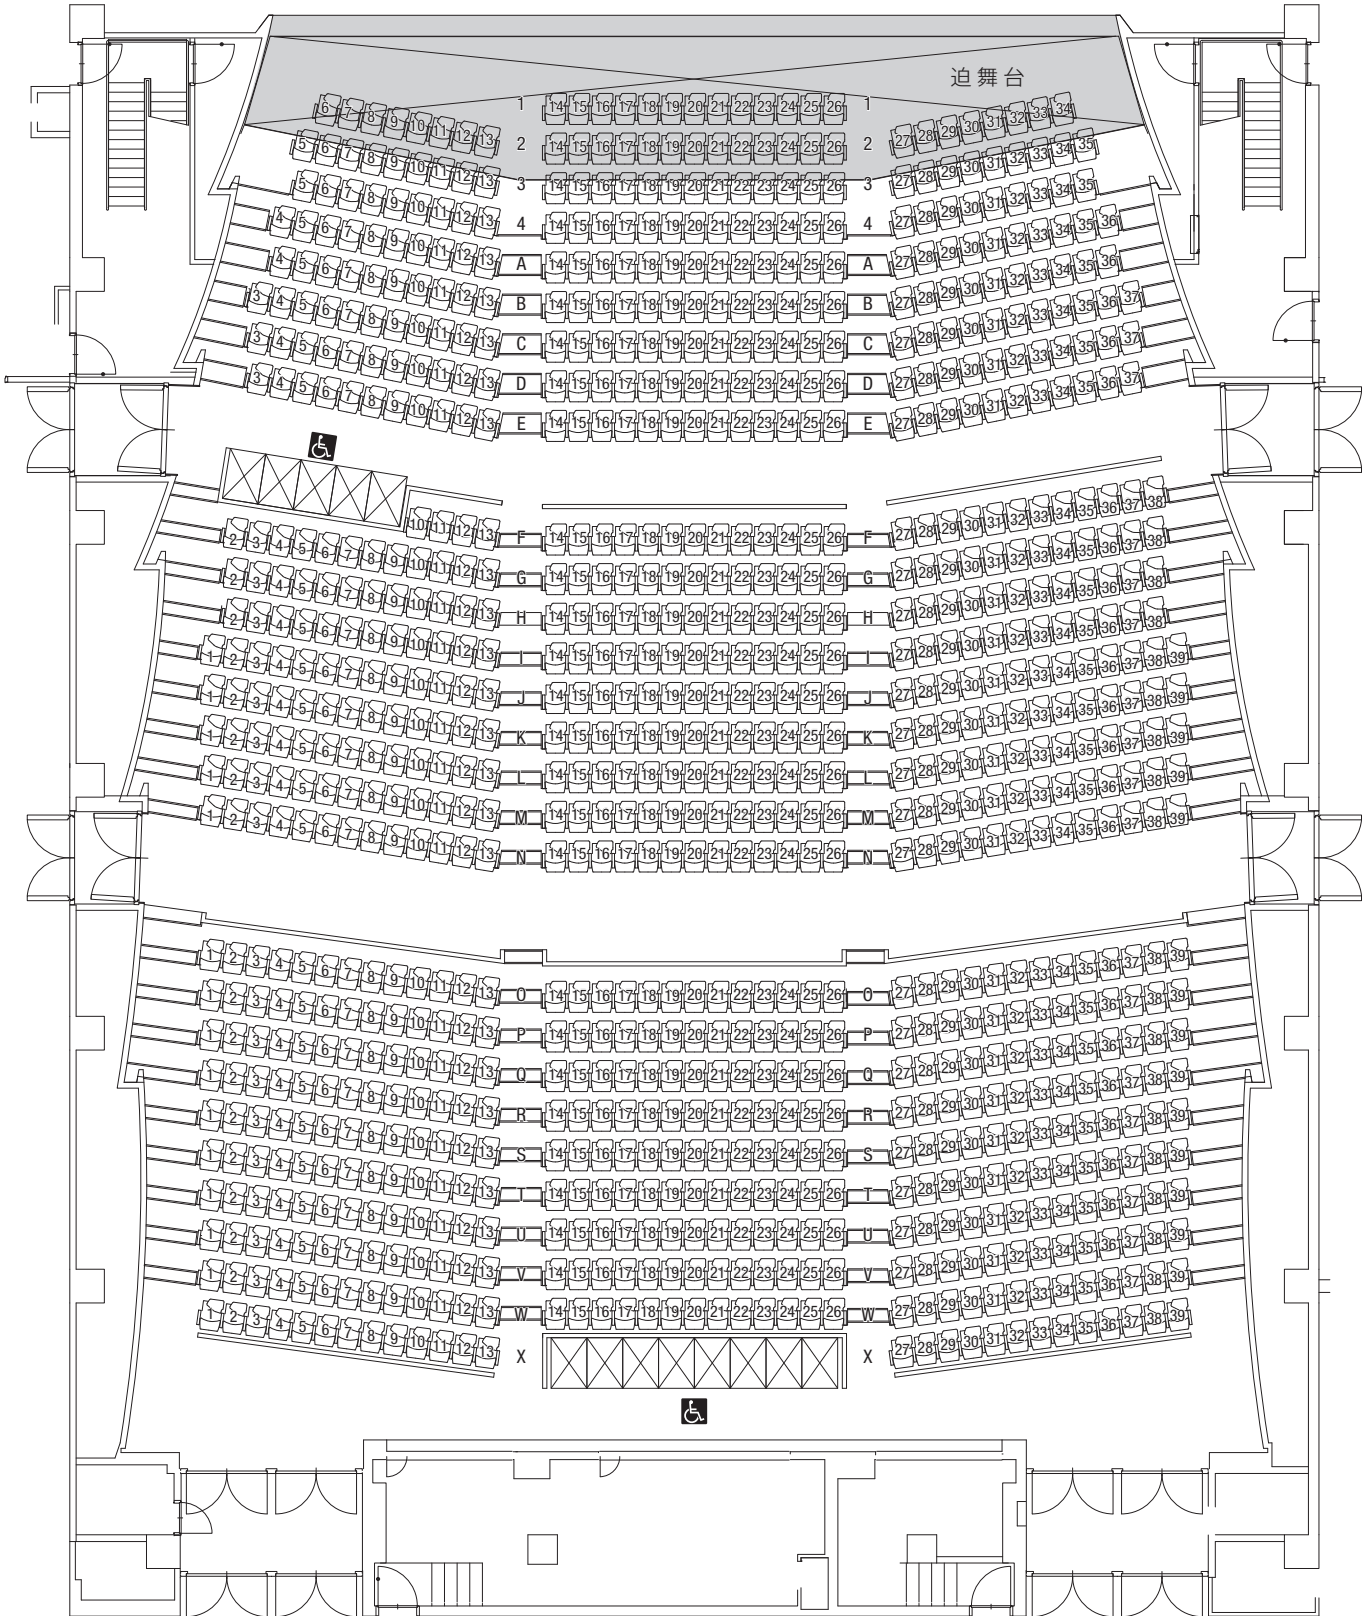 迫舞台
1 14 15 16 17 18 19 20 21 22 23 24 25 26 1
6 7 8 9 10 11 12 13 2 14 15 16 17 18 19 20 21 22 23 24 25 26 2 27 28 29 30 31 32 33 34
5 6 7 8 9 10 11 12 13 3 14 15 16 17 18 19 20 21 22 23 24 25 26 3 27 28 29 30 31 32 33 34 35
5 6 7 8 9 10 11 12 13 4 14 15 16 17 18 19 20 21 22 23 24 25 26 4 27 28 29 30 31 32 33 34 35
4 5 6 7 8 9 10 11 12 13 A 14 15 16 17 18 19 20 21 22 23 24 25 26 A 27 28 29 30 31 32 33 34 35 36
4 5 6 7 8 9 10 11 12 13 B 14 15 16 17 18 19 20 21 22 23 24 25 26 B 27 28 29 30 31 32 33 34 35 36
3 4 5 6 7 8 9 10 11 12 13 C 14 15 16 17 18 19 20 21 22 23 24 25 26 C 27 28 29 30 31 32 33 34 35 36 37
3 4 5 6 7 8 9 10 11 12 13 D 14 15 16 17 18 19 20 21 22 23 24 25 26 D 27 28 29 30 31 32 33 34 35 36 37
3 4 5 6 7 8 9 10 11 12 13 E 14 15 16 17 18 19 20 21 22 23 24 25 26 E 27 28 29 30 31 32 33 34 35 36 37
10 11 12 13 F 14 15 16 17 18 19 20 21 22 23 24 25 26 F 27 28 29 30 31 32 33 34 35 36 37 38
2 3 4 5 6 7 8 9 10 11 12 13 G 14 15 16 17 18 19 20 21 22 23 24 25 26 G 27 28 29 30 31 32 33 34 35 36 37 38
2 3 4 5 6 7 8 9 10 11 12 13 H 14 15 16 17 18 19 20 21 22 23 24 25 26 H 27 28 29 30 31 32 33 34 35 36 37 38
2 3 4 5 6 7 8 9 10 11 12 13 I 14 15 16 17 18 19 20 21 22 23 24 25 26 I 27 28 29 30 31 32 33 34 35 36 37 38
1 2 3 4 5 6 7 8 9 10 11 12 13 J 14 15 16 17 18 19 20 21 22 23 24 25 26 J 27 28 29 30 31 32 33 34 35 36 37 38 39
1 2 3 4 5 6 7 8 9 10 11 12 13 K 14 15 16 17 18 19 20 21 22 23 24 25 26 K 27 28 29 30 31 32 33 34 35 36 37 38 39
1 2 3 4 5 6 7 8 9 10 11 12 13 L 14 15 16 17 18 19 20 21 22 23 24 25 26 L 27 28 29 30 31 32 33 34 35 36 37 38 39
1 2 3 4 5 6 7 8 9 10 11 12 13 M 14 15 16 17 18 19 20 21 22 23 24 25 26 M 27 28 29 30 31 32 33 34 35 36 37 38 39
1 2 3 4 5 6 7 8 9 10 11 12 13 N 14 15 16 17 18 19 20 21 22 23 24 25 26 N 27 28 29 30 31 32 33 34 35 36 37 38 39
1 2 3 4 5 6 7 8 9 10 11 12 13 O 14 15 16 17 18 19 20 21 22 23 24 25 26 O 27 28 29 30 31 32 33 34 35 36 37 38 39
1 2 3 4 5 6 7 8 9 10 11 12 13 P 14 15 16 17 18 19 20 21 22 23 24 25 26 P 27 28 29 30 31 32 33 34 35 36 37 38 39
1 2 3 4 5 6 7 8 9 10 11 12 13 Q 14 15 16 17 18 19 20 21 22 23 24 25 26 Q 27 28 29 30 31 32 33 34 35 36 37 38 39
1 2 3 4 5 6 7 8 9 10 11 12 13 R 14 15 16 17 18 19 20 21 22 23 24 25 26 R 27 28 29 30 31 32 33 34 35 36 37 38 39
1 2 3 4 5 6 7 8 9 10 11 12 13 S 14 15 16 17 18 19 20 21 22 23 24 25 26 S 27 28 29 30 31 32 33 34 35 36 37 38 39
1 2 3 4 5 6 7 8 9 10 11 12 13 T 14 15 16 17 18 19 20 21 22 23 24 25 26 T 27 28 29 30 31 32 33 34 35 36 37 38 39
1 2 3 4 5 6 7 8 9 10 11 12 13 U 14 15 16 17 18 19 20 21 22 23 24 25 26 U 27 28 29 30 31 32 33 34 35 36 37 38 39
1 2 3 4 5 6 7 8 9 10 11 12 13 V 14 15 16 17 18 19 20 21 22 23 24 25 26 V 27 28 29 30 31 32 33 34 35 36 37 38 39
1 2 3 4 5 6 7 8 9 10 11 12 13 W 14 15 16 17 18 19 20 21 22 23 24 25 26 W 27 28 29 30 31 32 33 34 35 36 37 38 39
1 2 3 4 5 6 7 8 9 10 11 12 13 X X 27 28 29 30 31 32 33 34 35 36 37 38 39